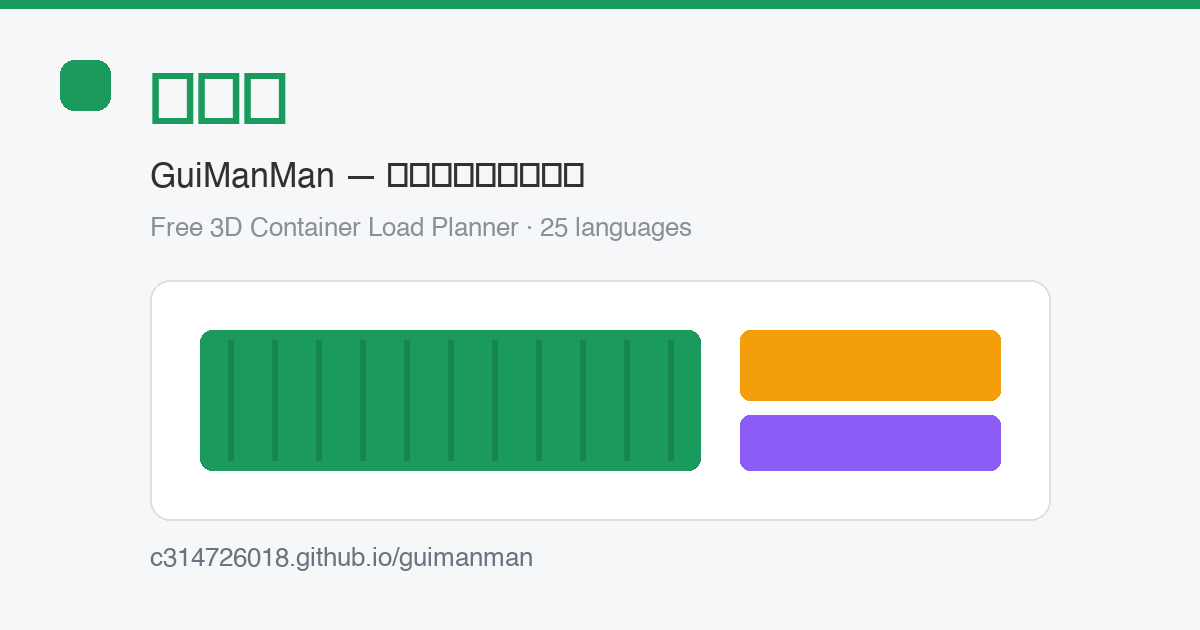 GuiManMan —
Free 3D Container Load Planner · 25 languages
c314726018.github.io/guimanman